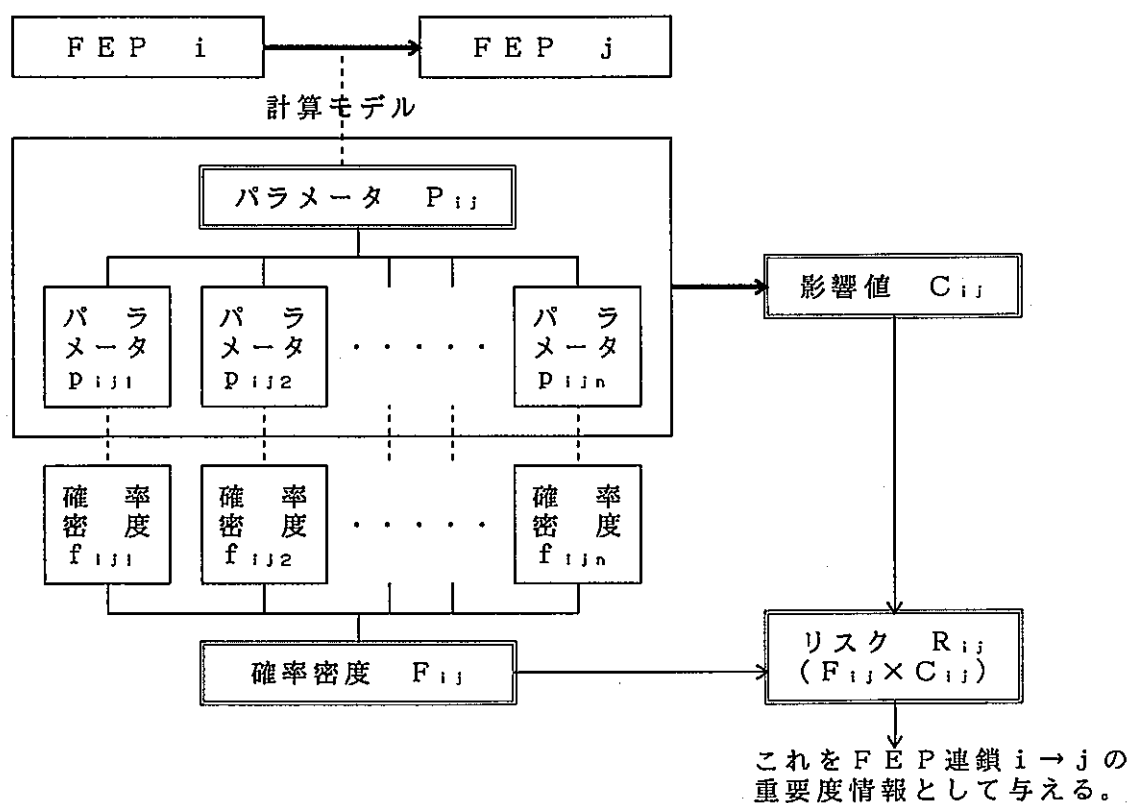 FEP i
FEP j
計算モデル
パラメータ Pij
影響値 Cij
パラ
メータ
pij1
パラ
メータ
pij2
・・・・・
パラ
メータ
pijn
確率
密度
fij1
確率
密度
fij2
・・・・・
確率
密度
fijn
確率密度 Fij
リスク Rij
(Fij×Cij)
これをFEP連鎖i→jの
重要度情報として与える。